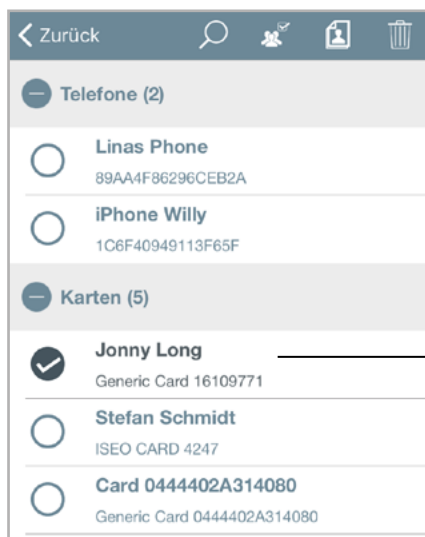 Zurück
Telefone (2)
Linas Phone
89AA4F86296CEB2A
iPhone Willy
1C6F40949113F65F
Karten (5)
Jonny Long
Generic Card 16109771
Stefan Schmidt
ISEO CARD 4247
Card 0444402A314080
Generic Card 0444402A314080